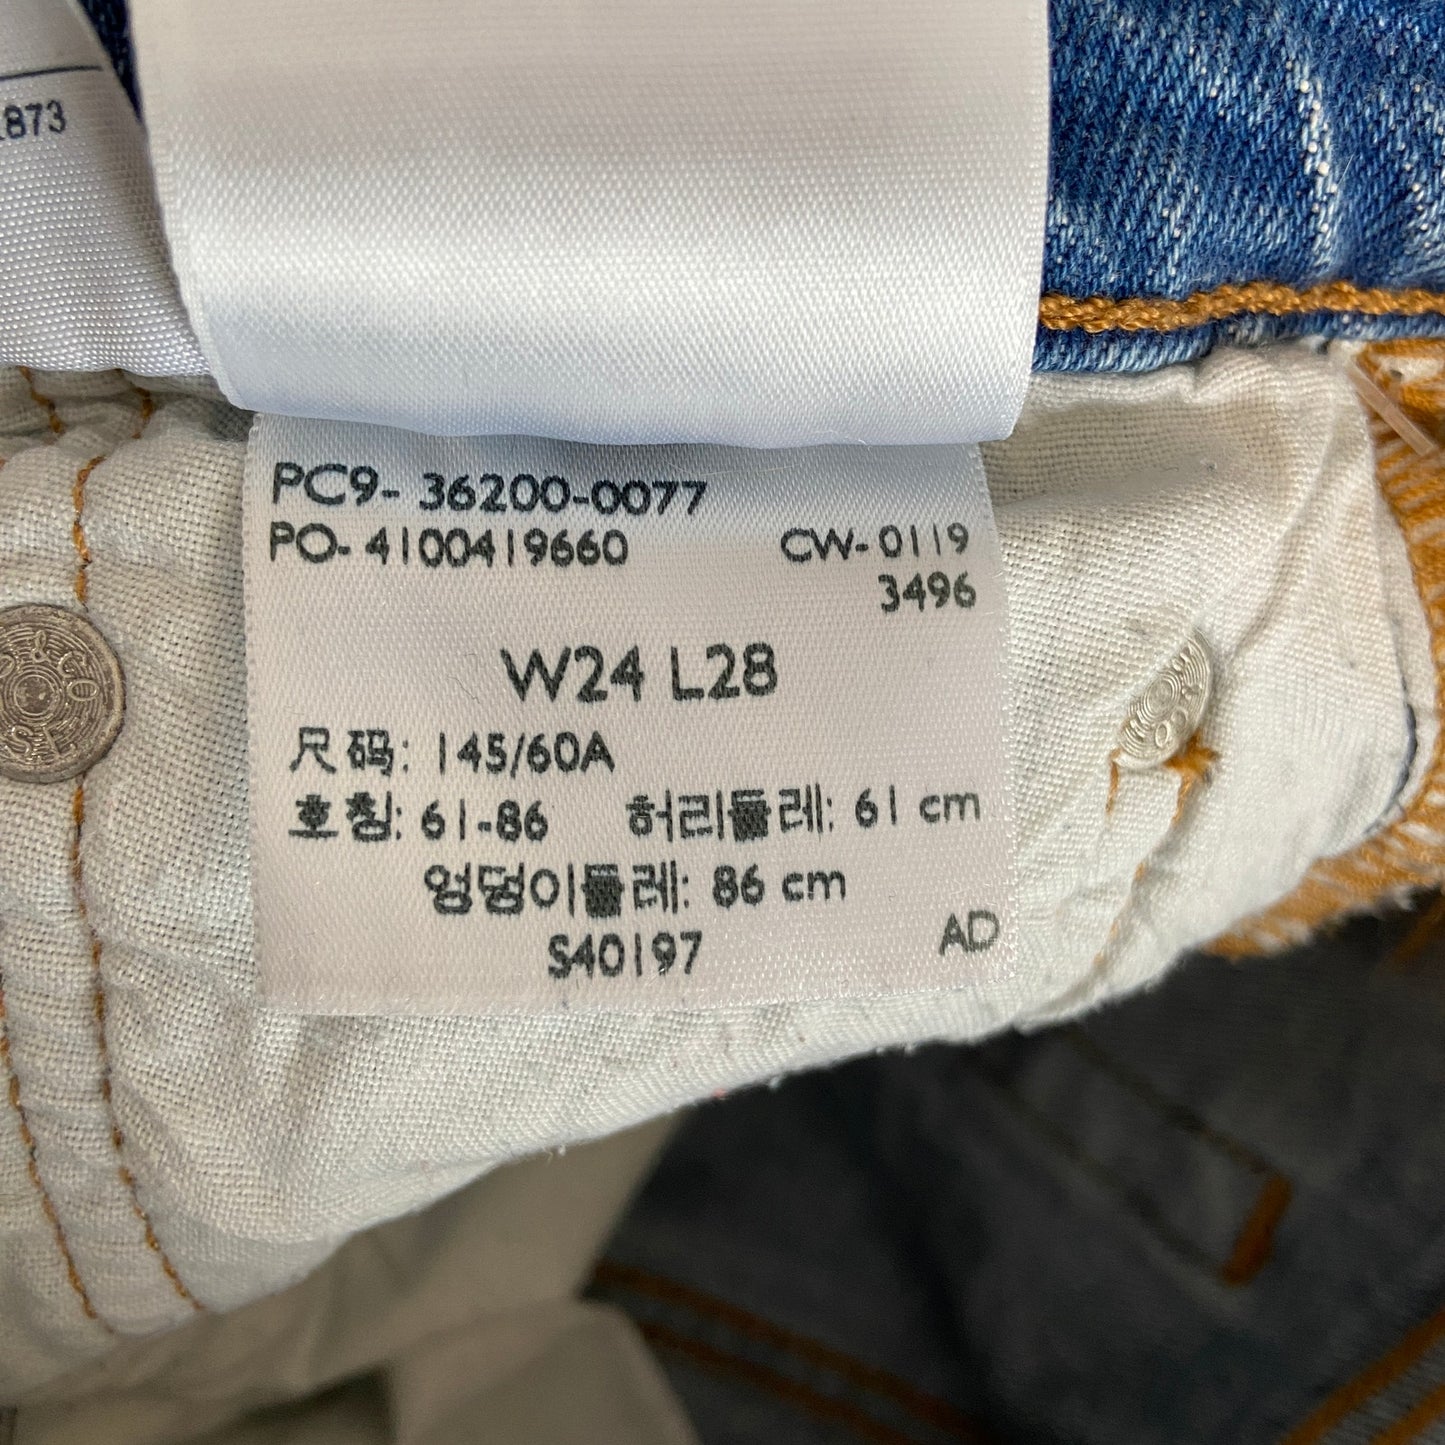 873
PC9- 36200-0077
PO- 4100419660 CW- 0119
3496
W24 L28
尺码: 145/60A
호칭: 61-86 허리둘레: 61 cm
엉덩이둘레: 86 cm
S40197 AD